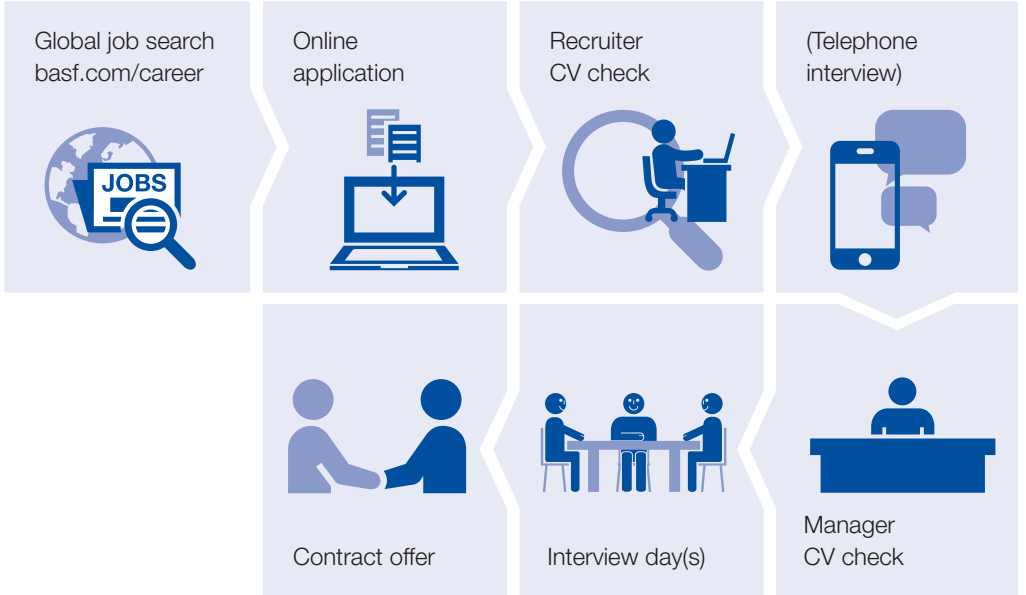 Global job search
basf.com/career
Online
application
Recruiter
CV check
(Telephone
interview)
JOBS
Manager
CV check
Interview day(s)
Contract offer